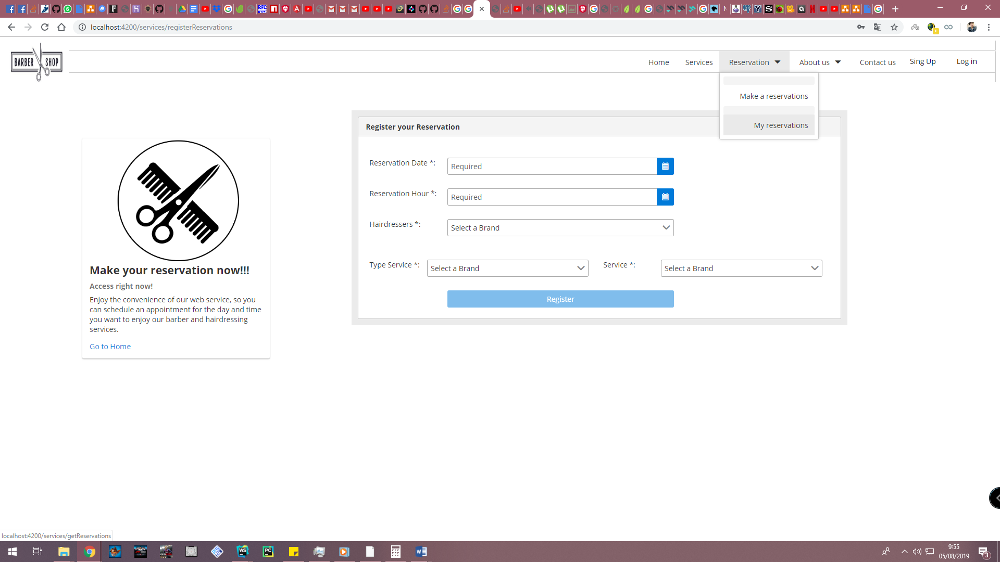 localhost:4200/services/registerReservations
BARBER SHOP
Home Services Reservation About us Contact us Sing Up Log in
Make a reservations
My reservations
Register your Reservation
Reservation Date *: Required
Reservation Hour *: Required
Hairdressers *: Select a Brand
Type Service *: Select a Brand Service *: Select a Brand
Register
Make your reservation now!!!
Access right now!
Enjoy the convenience of our web service, so you
can schedule an appointment for the day and time
you want to enjoy our barber and hairdressing
services.
Go to Home
localhost:4200/services/getReservations
9:55
05/08/2019
3